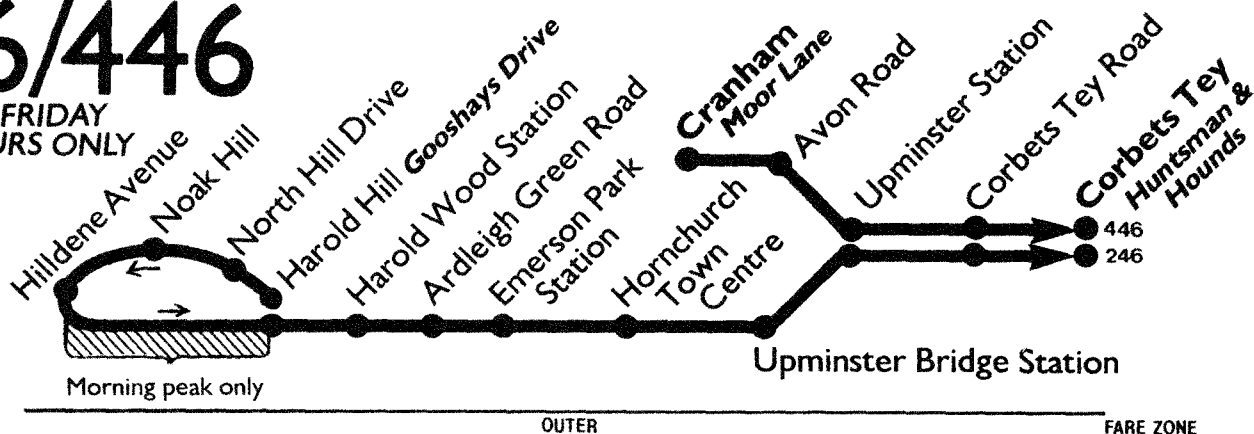 6/446
FRIDAY
URS ONLY
Hilldene Avenue
Noak Hill
North Hill Drive
Harold Hill Gooshays Drive
Harold Wood Station
Ardleigh Green Road
Emerson Park
Station
Hornchurch
Town
Centre
Cranham
Moor Lane
Avon Road
Upminster Station
Corbets Tey Road
Corbets Tey
Huntsman &
Hounds
446
246
Upminster Bridge Station
Morning peak only
OUTER
FARE ZONE